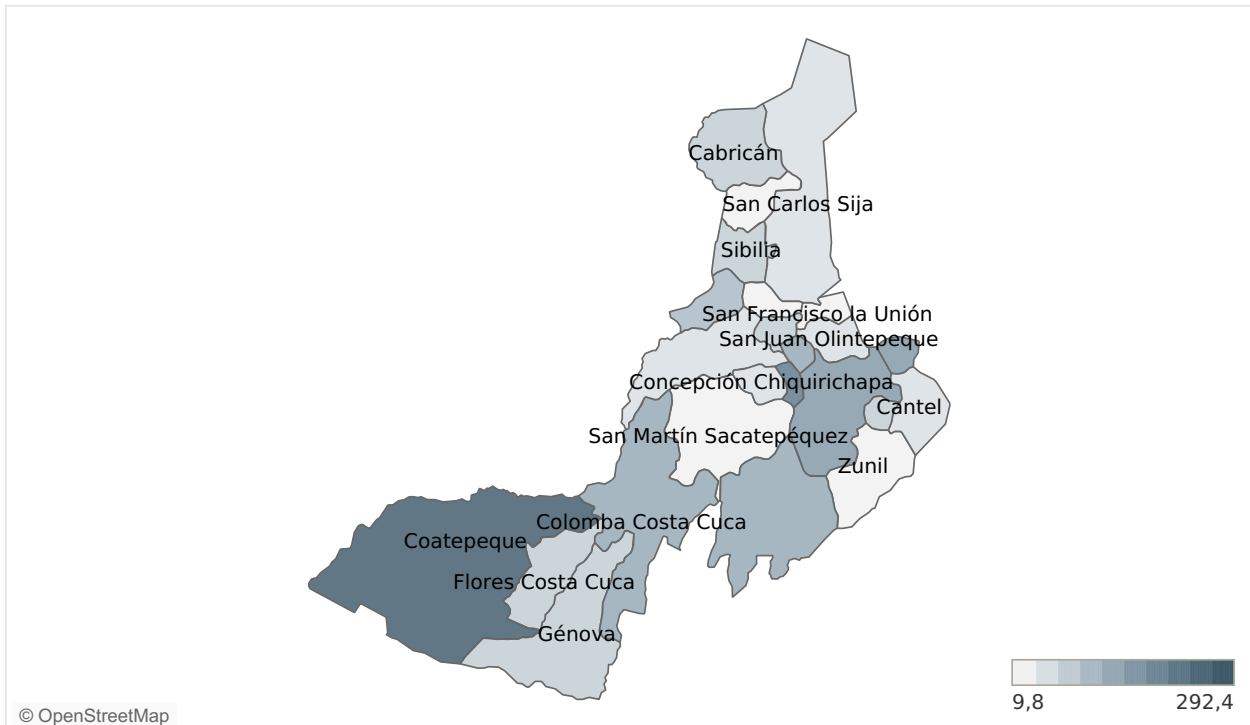 Cabricán
San Carlos Sija
Sibilia
San Francisco la Unión
San Juan Olintepeque
Concepción Chiquirichapa
Cantel
San Martín Sacatepéquez
Zunil
Colomba Costa Cuca
Coatepeque
Flores Costa Cuca
Génova
9,8 292,4
© OpenStreetMap